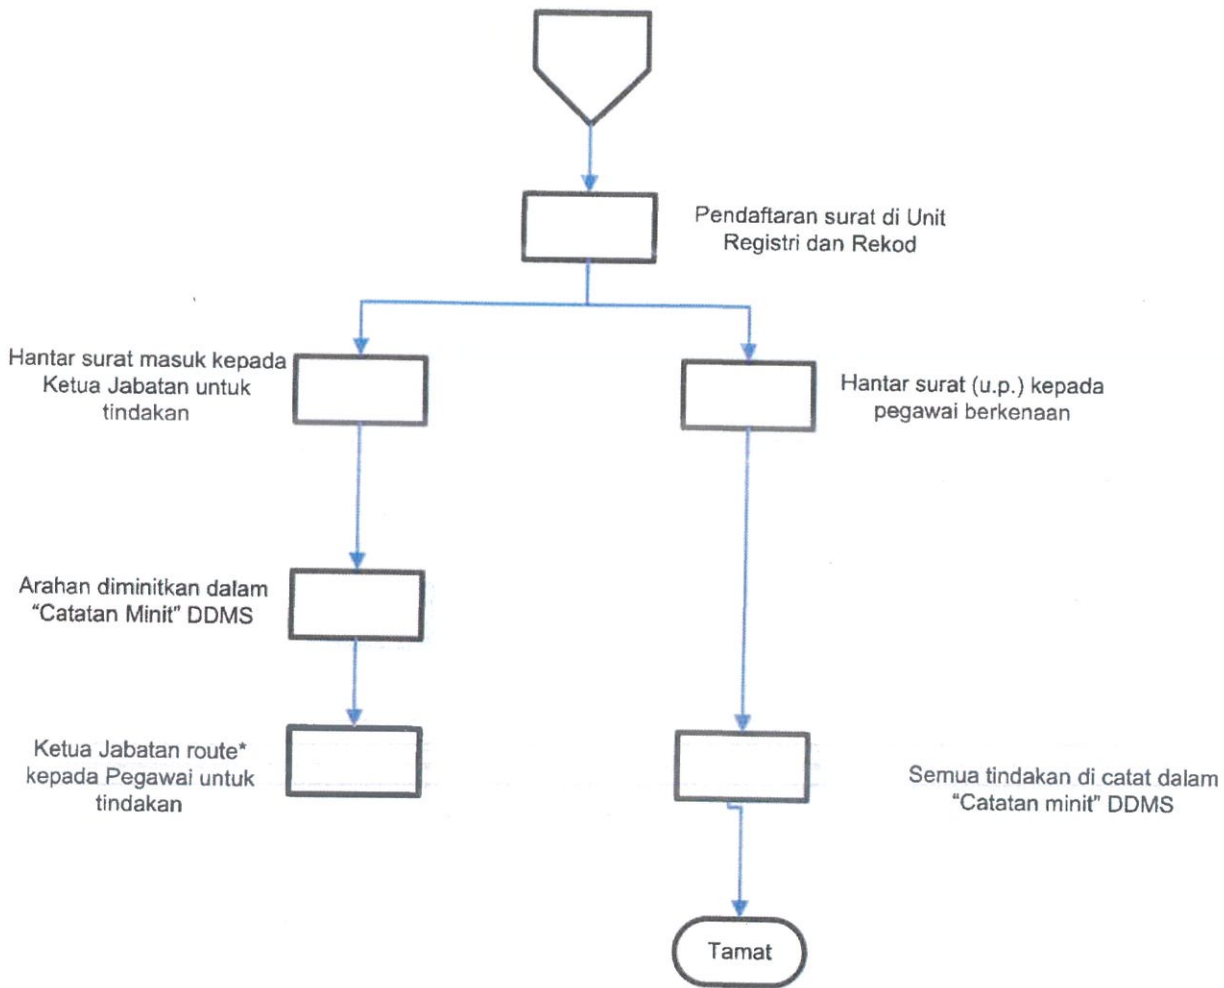 Pendaftaran surat di Unit
Registri dan Rekod
Hantar surat masuk kepada
Ketua Jabatan untuk
tindakan
Hantar surat (u.p.) kepada
pegawai berkenaan
Arahan diminitkan dalam
“Catatan Minit” DDMS
Ketua Jabatan route*
kepada Pegawai untuk
tindakan
Semua tindakan di catat dalam
“Catatan minit” DDMS
Tamat